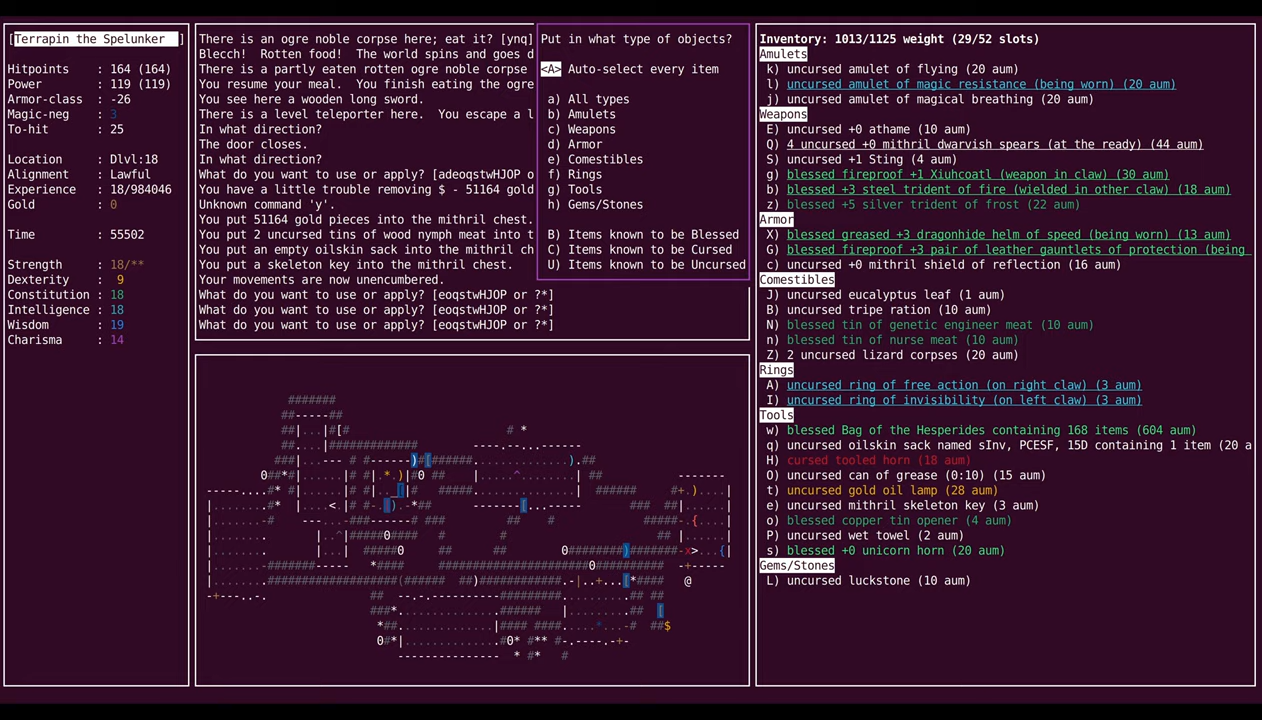 [Terrapin the Spelunker ]
Hitpoints : 164 (164)
Power : 119 (119)
Armor-class : -26
Magic-neg : 3
To-hit : 25
Location : Dlvl:18
Alignment : Lawful
Experience : 18/984046
Gold : 0
Time : 55502
Strength : 18/**
Dexterity : 9
Constitution : 18
Intelligence : 18
Wisdom : 19
Charisma : 14
There is an ogre noble corpse here; eat it? [ynq]
Blech! Rotten food! The world spins and goes d
There is a partly eaten rotten ogre noble corpse
You resume your meal. You finish eating the ogre
You see here a wooden long sword.
There is a level teleporter here. You escape a l
In what direction?
The door closes.
In what direction?
What do you want to use or apply? [adeoqstwHJOP o
You have a little trouble removing $ - 51164 gold
Unknown command 'y'.
You put 51164 gold pieces into the mithril chest.
You put 2 uncursed tins of wood nymph meat into t
You put an empty oilskin sack into the mithril ch
You put a skeleton key into the mithril chest.
Your movements are now unencumbered.
What do you want to use or apply? [eoqstwHJOP or ?*]
What do you want to use or apply? [eoqstwHJOP or ?*]
What do you want to use or apply? [eoqstwHJOP or ?*]
Put in what type of objects?
<A> Auto-select every item
a) All types
b) Amulets
c) Weapons
d) Armor
e) Comestibles
f) Rings
g) Tools
h) Gems/Stones
B) Items known to be Blessed
C) Items known to be Cursed
U) Items known to be Uncursed
Inventory: 1013/1125 weight (29/52 slots)
Amulets
k) uncursed amulet of flying (20 aum)
l) uncursed amulet of magic resistance (being worn) (20 aum)
j) uncursed amulet of magical breathing (20 aum)
Weapons
E) uncursed +0 athame (10 aum)
Q) 4 uncursed +0 mithril dwarvish spears (at the ready) (44 aum)
S) uncursed +1 Sting (4 aum)
g) blessed fireproof +1 Xiuhcoatl (weapon in claw) (30 aum)
b) blessed +3 steel trident of fire (wielded in other claw) (18 aum)
z) blessed +5 silver trident of frost (22 aum)
Armor
X) blessed greased +3 dragonhide helm of speed (being worn) (13 aum)
G) blessed fireproof +3 pair of leather gauntlets of protection (being
c) uncursed +0 mithril shield of reflection (16 aum)
Comestibles
J) uncursed eucalyptus leaf (1 aum)
B) uncursed tripe ration (10 aum)
N) blessed tin of genetic engineer meat (10 aum)
n) blessed tin of nurse meat (10 aum)
Z) 2 uncursed lizard corpses (20 aum)
Rings
A) uncursed ring of free action (on right claw) (3 aum)
I) uncursed ring of invisibility (on left claw) (3 aum)
Tools
w) blessed Bag of the Hesperides containing 168 items (604 aum)
q) uncursed oilskin sack named sInv, PCESF, 15D containing 1 item (20 a
H) cursed tooled horn (18 aum)
O) uncursed can of grease (0:10) (15 aum)
t) uncursed gold oil lamp (28 aum)
e) uncursed mithril skeleton key (3 aum)
o) blessed copper tin opener (4 aum)
P) uncursed wet towel (2 aum)
s) blessed +0 unicorn horn (20 aum)
Gems/Stones
L) uncursed luckstone (10 aum)